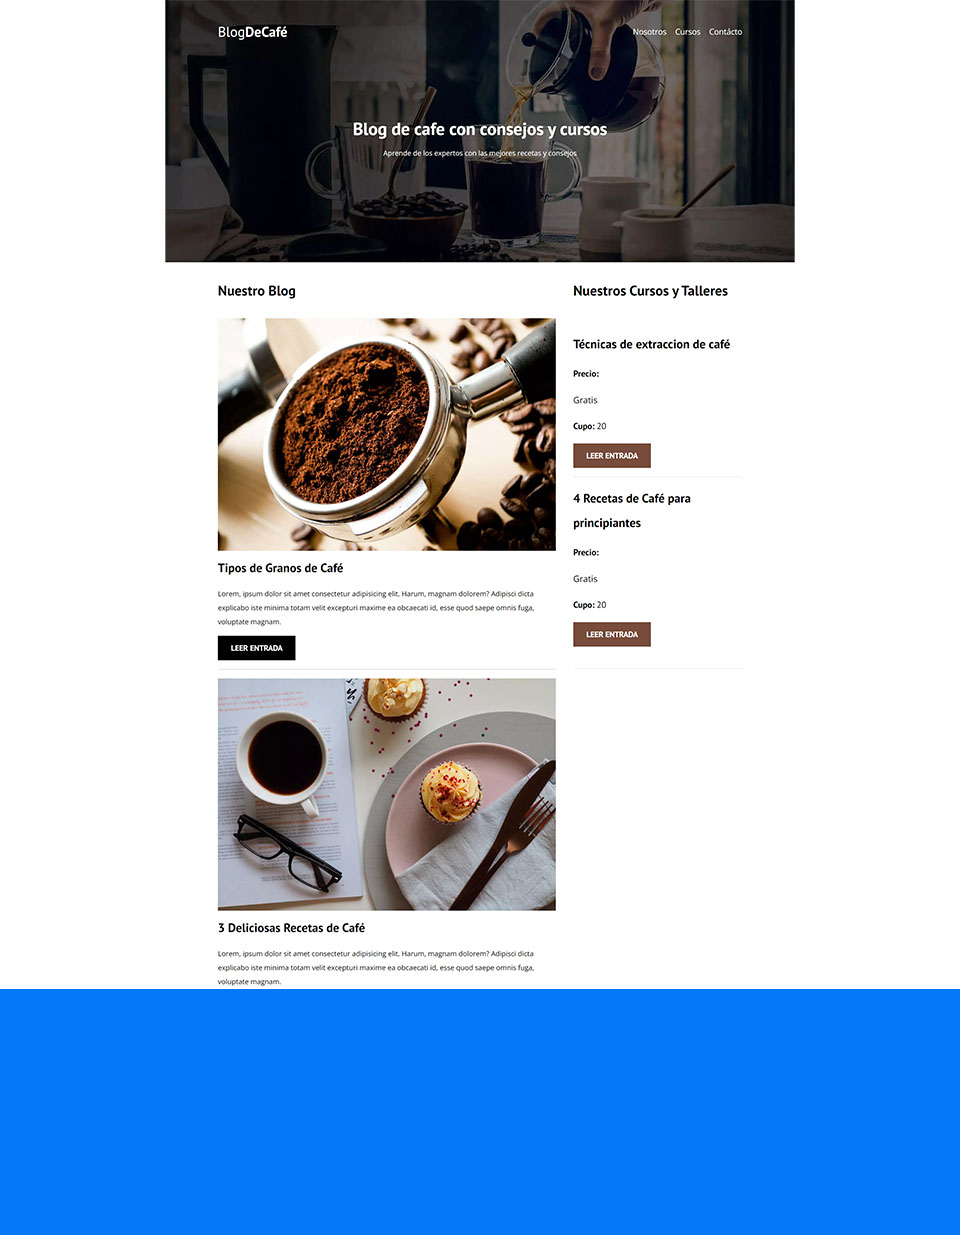 BlogDeCafé
Nosotros Cursos Contácto
Blog de cafe con consejos y cursos
Aprende de los expertos con las mejores recetas y consejos
Nuestro Blog
Tipos de Granos de Café
Lorem, ipsum dolor sit amet consectetur adipisicing elit. Harum, magnam dolorem? Adipisci dicta
explicabo iste minima totam velit excepturi maxime ea obcaecati id, esse quod saepe omnis fuga,
voluptate magnam.
LEER ENTRADA
3 Deliciosas Recetas de Café
Lorem, ipsum dolor sit amet consectetur adipisicing elit. Harum, magnam dolorem? Adipisci dicta
explicabo iste minima totam velit excepturi maxime ea obcaecati id, esse quod saepe omnis fuga,
voluptate magnam.
Nuestros Cursos y Talleres
Técnicas de extraccion de café
Precio:
Gratis
Cupo: 20
LEER ENTRADA
4 Recetas de Café para
principiantes
Precio:
Gratis
Cupo: 20
LEER ENTRADA